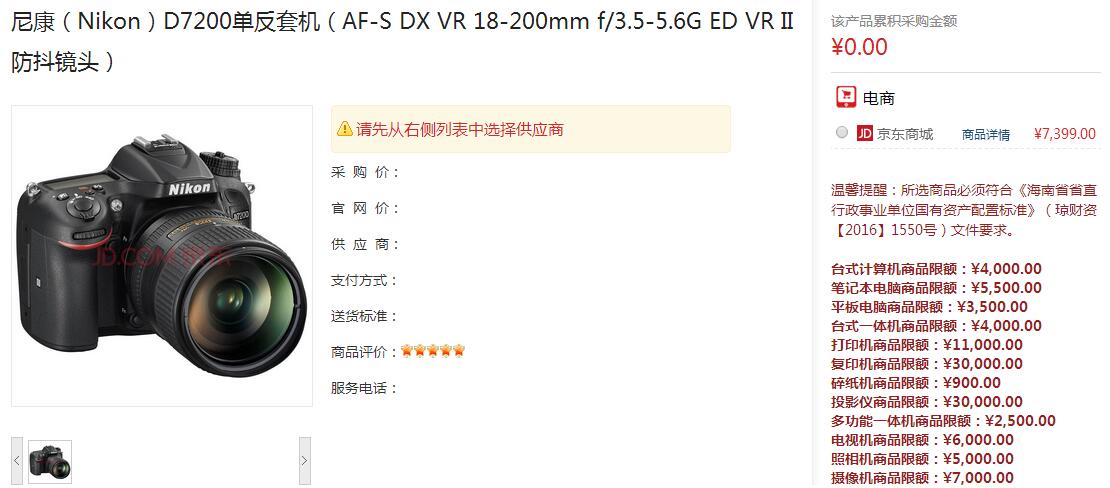 尼康（Nikon）D7200单反套机（AF-S DX VR 18-200mm f/3.5-5.6G ED VR II
防抖镜头）
Nikon
D7200
JD.COM 京东
请先从右侧列表中选择供应商
采 购 价：
官 网 价：
供 应 商：
支付方式：
送货标准：
商品评价：
服务电话：
该产品累积采购金额
¥0.00
电商
JD 京东商城 商品详情 ¥7,399.00
温馨提醒：所选商品必须符合《海南省省直
行政事业单位国有资产配置标准》（琼财资
【2016】1550号）文件要求。
台式计算机商品限额：¥4,000.00
笔记本电脑商品限额：¥5,500.00
平板电脑商品限额：¥3,500.00
台式一体机商品限额：¥4,000.00
打印机商品限额：¥11,000.00
复印机商品限额：¥30,000.00
碎纸机商品限额：¥900.00
投影仪商品限额：¥30,000.00
多功能一体机商品限额：¥2,500.00
电视机商品限额：¥6,000.00
照相机商品限额：¥5,000.00
摄像机商品限额：¥7,000.00